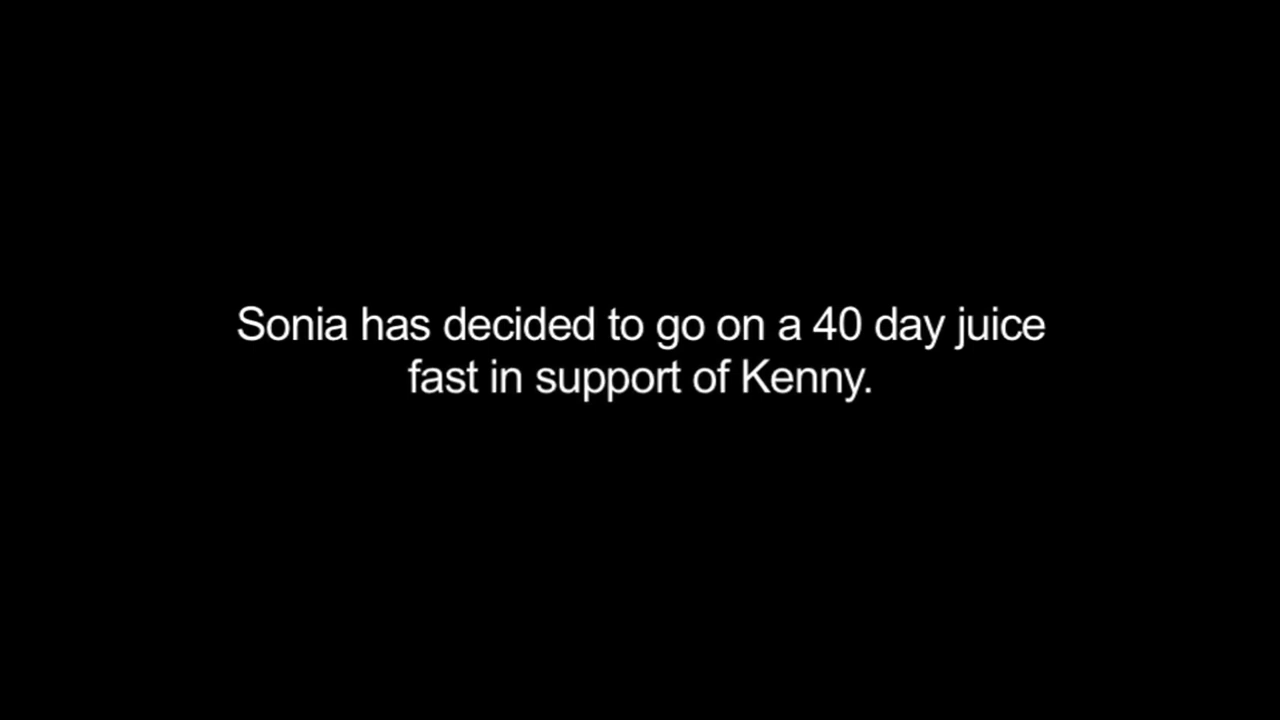 Sonia has decided to go on a 40 day juice
fast in support of Kenny.